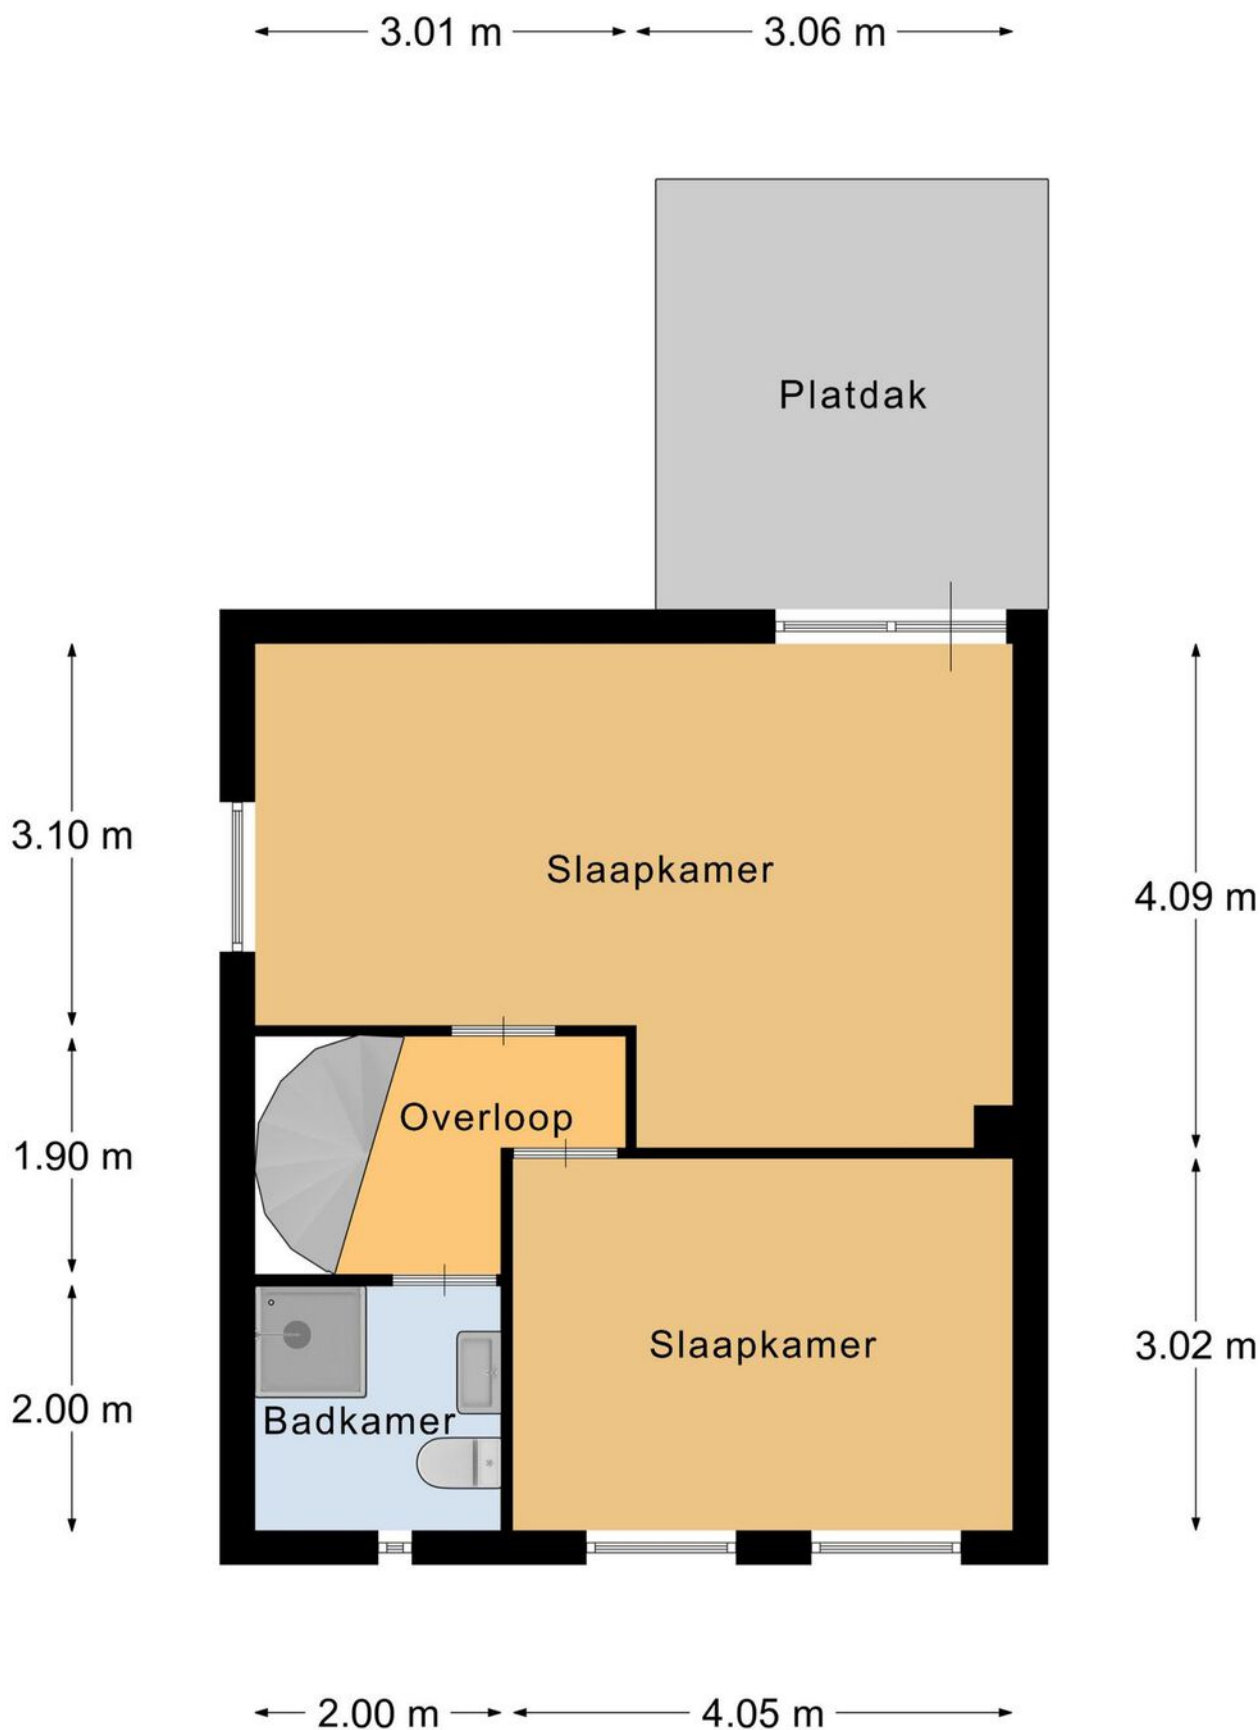 3.01 m 3.06 m
Platdak
3.10 m
Slaapkamer
4.09 m
Overloop
1.90 m
Slaapkamer
3.02 m
2.00 m
Badkamer
2.00 m 4.05 m